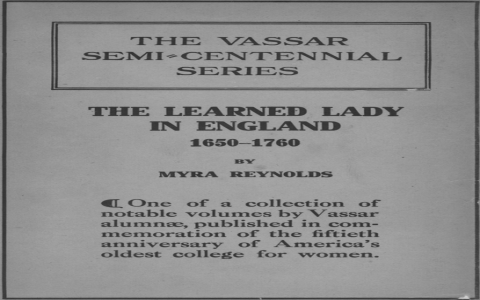 THE VASSAR
SEMI-CENTENNIAL
SERIES
THE LEARNED LADY
IN ENGLAND
1650–1760
BY
MYRA REYNOLDS
¶ One of a collection of
notable volumes by Vassar
alumnæ, published in com-
memoration of the fiftieth
anniversary of America's
oldest college for women.